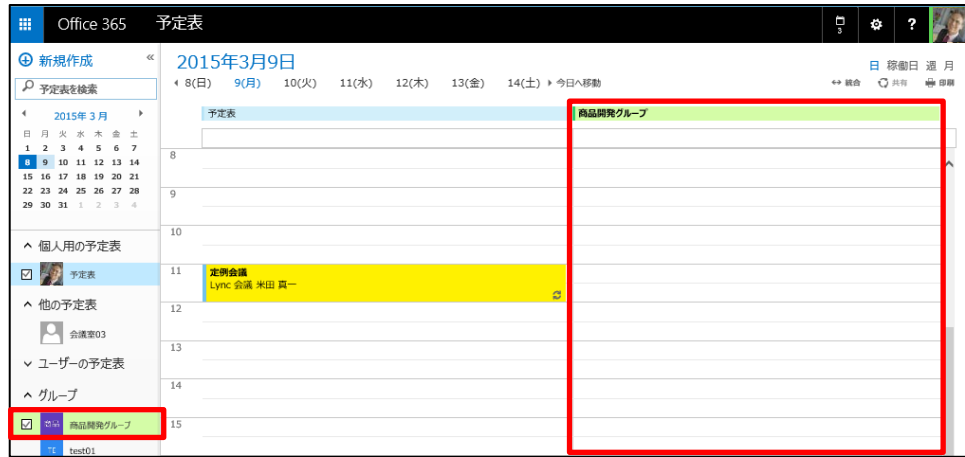 Office 365 予定表
3
?
新規作成 «
予定表を検索
2015年 3 月
日 月 火 水 木 金 土
1 2 3 4 5 6 7
8 9 10 11 12 13 14
15 16 17 18 19 20 21
22 23 24 25 26 27 28
29 30 31 1 2 3 4
個人用の予定表
予定表
他の予定表
会議室03
ユーザーの予定表
グループ
商品開発グループ
TE test01
2015年3月9日
8(日) 9(月) 10(火) 11(水) 12(木) 13(金) 14(土) 今日へ移動
日 稼働日 週 月
統合 共有 印刷
予定表 商品開発グループ
8
9
10
11
定例会議
Lync 会議 米田 真一
12
13
14
15